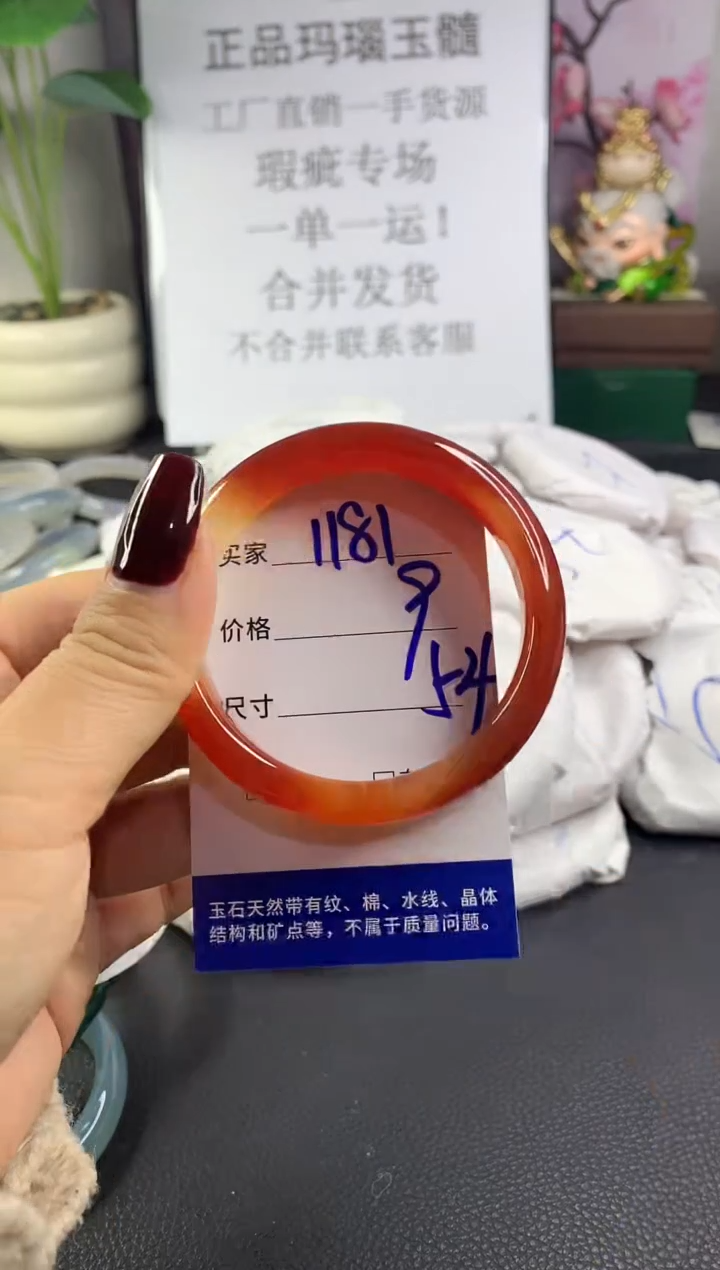 正品玛瑙玉髓
工厂直销一手货源
瑕疵专场
一单一运!
合并发货
不合并联系客服
买家 1181
价格 9
尺寸 54
玉石天然带有纹、棉、水线、晶体
结构和矿点等，不属于质量问题。